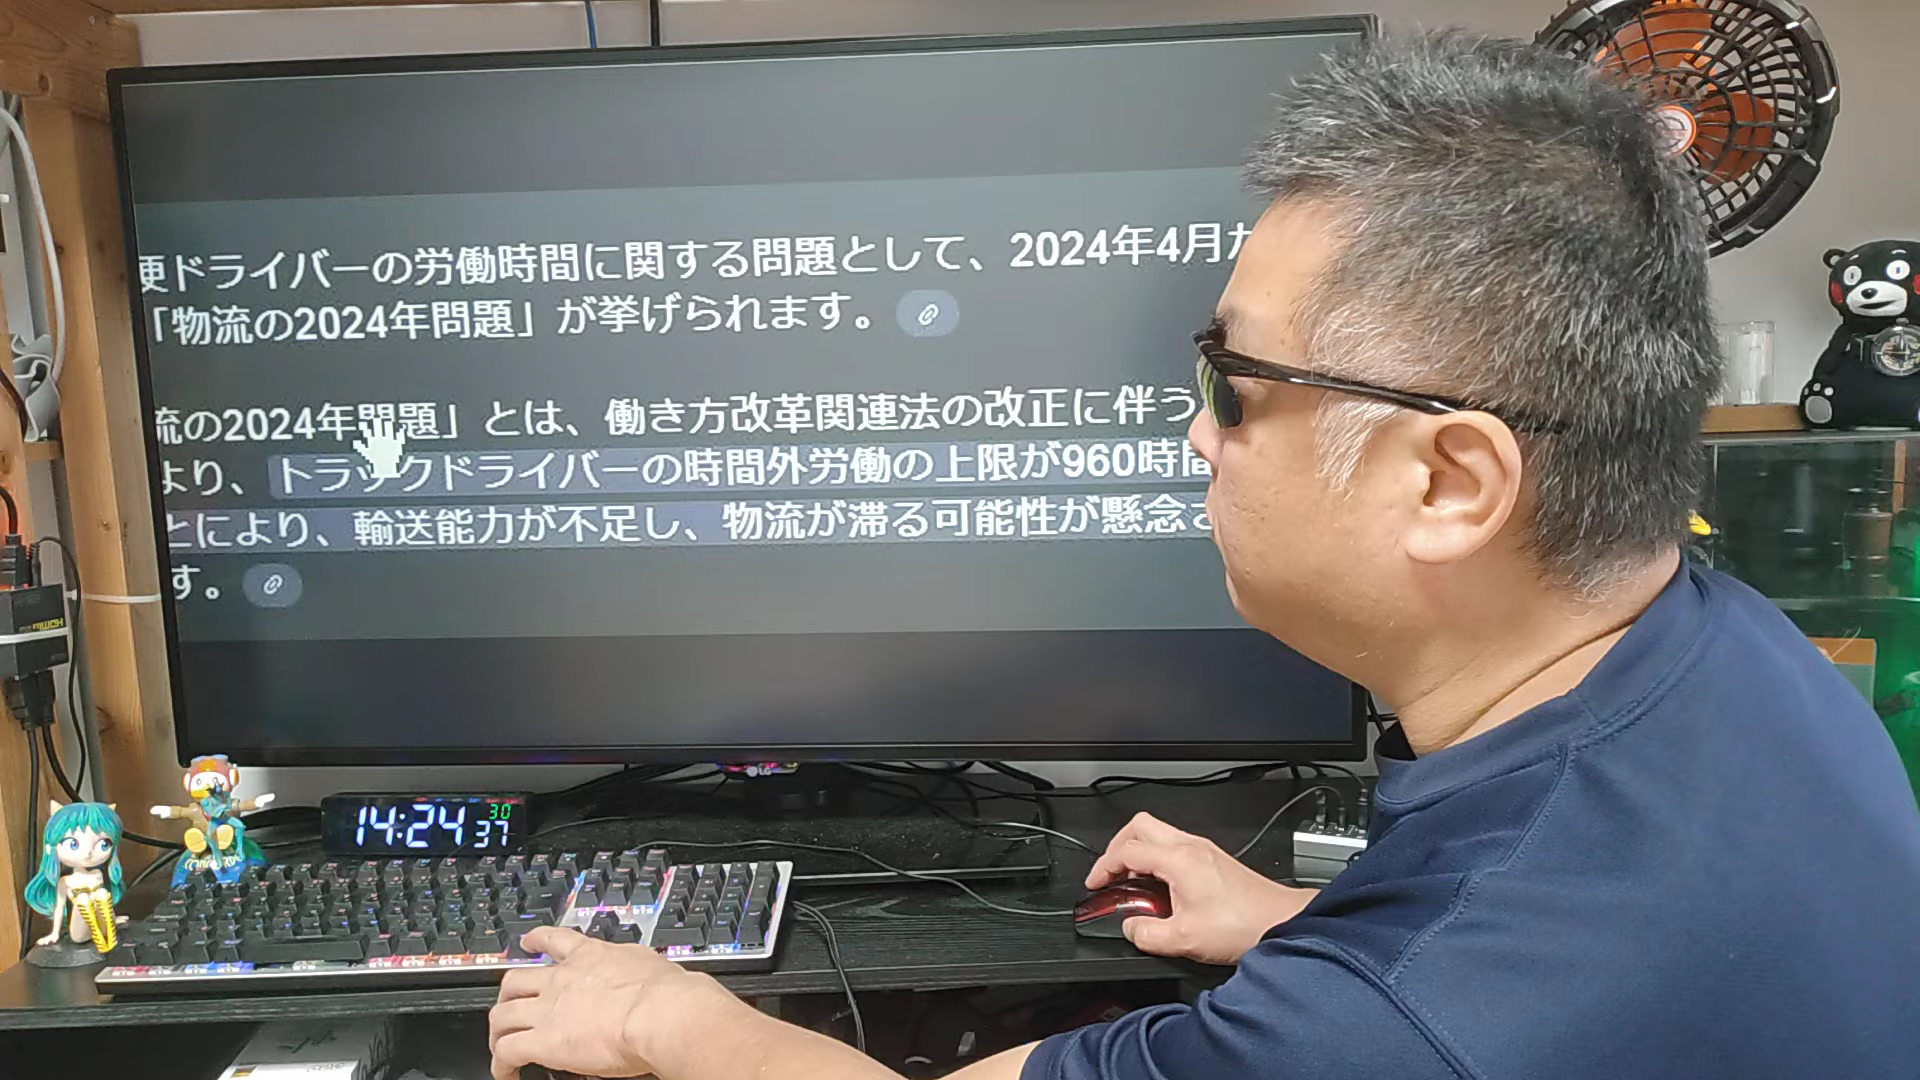 便ドライバーの労働時間に関する問題として、2024年4月か
「物流の2024年問題」が挙げられます。
流の2024年問題」とは、働き方改革関連法の改正に伴う
より、トラックドライバーの時間外労働の上限が960時間
とにより、輸送能力が不足し、物流が滞る可能性が懸念さ
す。
LG
14:24 37 30